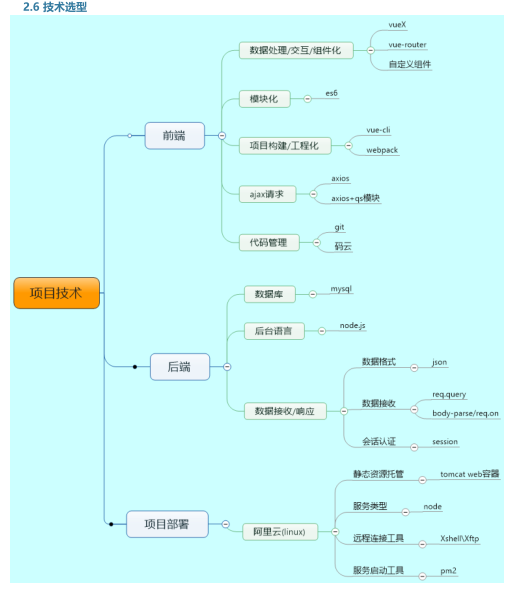 2.6 技术选型
项目技术
前端
数据处理/交互/组件化
vueX
vue-router
自定义组件
模块化
es6
项目构建/工程化
vue-cli
webpack
ajax请求
axios
axios+qs模块
代码管理
git
码云
后端
数据库
mysql
后台语言
node.js
数据接收/响应
数据格式
json
数据接收
req.query
body-parse/req.on
会话认证
session
项目部署
阿里云(linux)
静态资源托管
tomcat web容器
服务类型
node
远程连接工具
Xshell\Xftp
服务启动工具
pm2